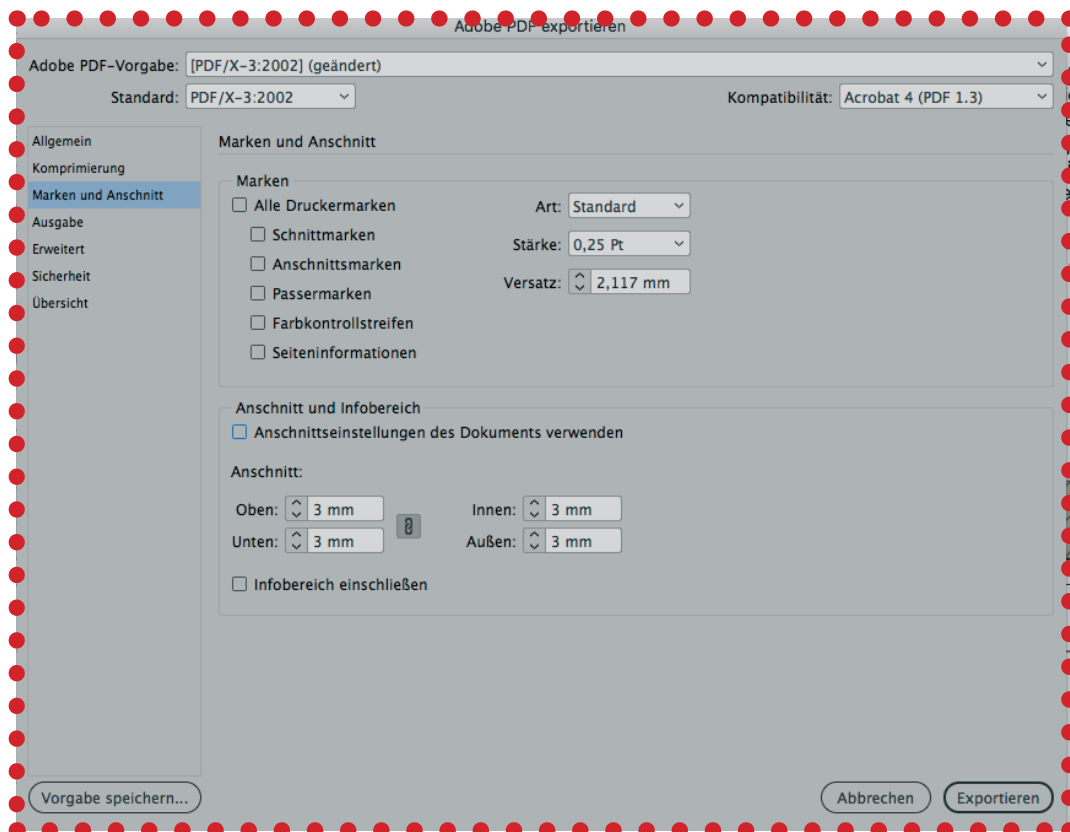 Adobe PDF exportieren
Adobe PDF-Vorgabe: [PDF/X-3:2002] (geändert)
Standard: PDF/X-3:2002 Kompatibilität: Acrobat 4 (PDF 1.3)
Allgemein
Komprimierung
Marken und Anschnitt
Ausgabe
Erweitert
Sicherheit
Übersicht
Marken und Anschnitt
Marken
Alle Druckermarken
Schnittmarken
Anschnittsmarken
Passermarken
Farbkontrollstreifen
Seiteninformationen
Art: Standard
Stärke: 0,25 Pt
Versatz: 2,117 mm
Anschnitt und Infobereich
Anschnittseinstellungen des Dokuments verwenden
Anschnitt:
Oben: 3 mm Innen: 3 mm
Unten: 3 mm Außen: 3 mm
Infobereich einschließen
Vorgabe speichern... Abbrechen Exportieren